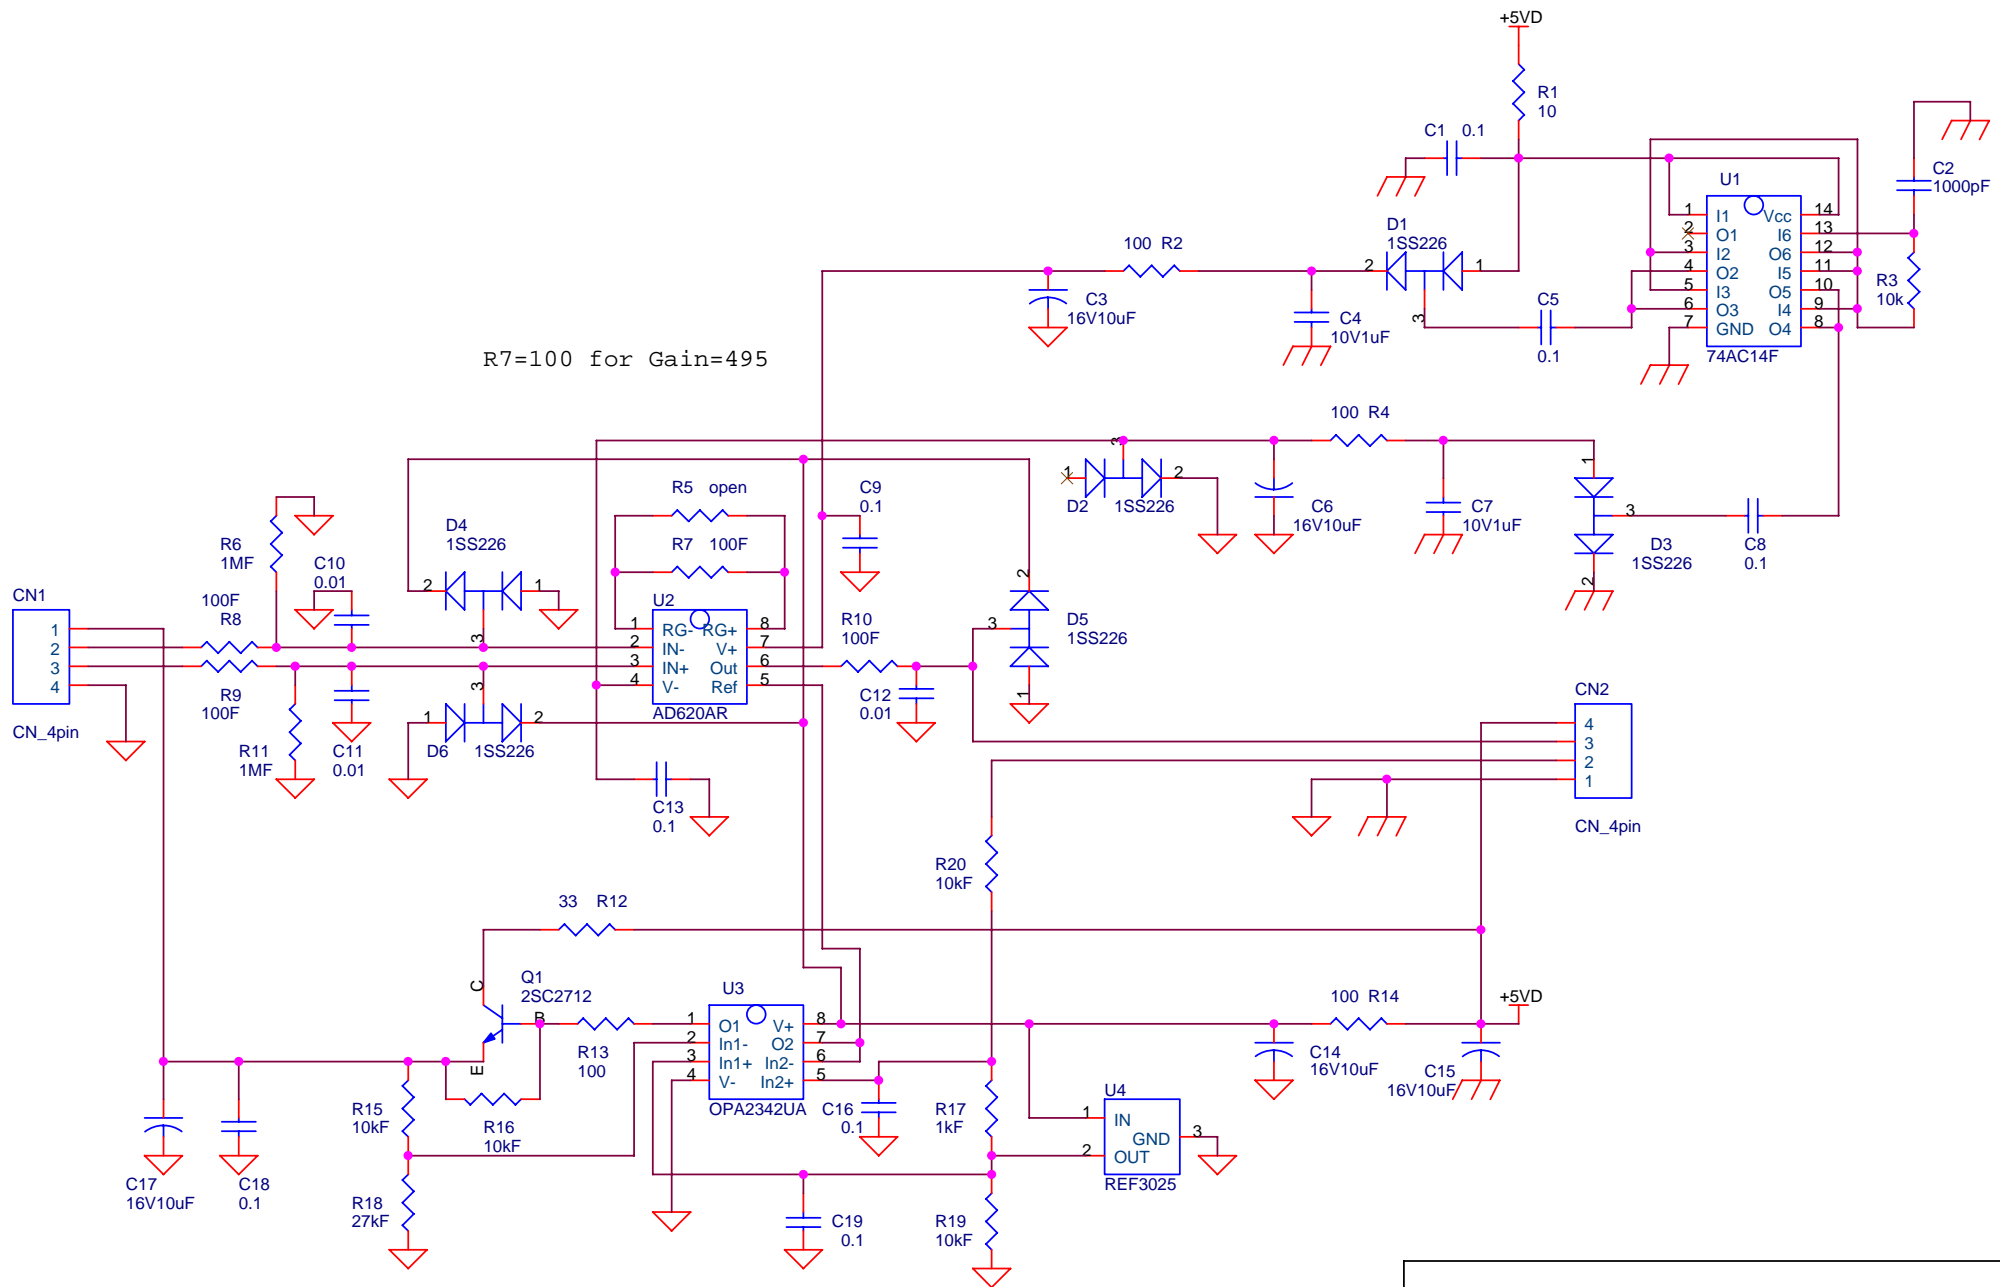 +5VD
R1
10
C1 0.1
C2
1000pF
U1
1 I1 Vcc 14
2 O1 I6 13
3 I2 O6 12
4 O2 I5 11
5 I3 O5 10
6 O3 I4 9
7 GND O4 8
74AC14F
R3
10k
D1
1SS226
2 1
3
100 R2
C3
16V10uF
C4
10V1uF
C5
0.1
R7=100 for Gain=495
100 R4
3
1 2
D2 1SS226
C6
16V10uF
C7
10V1uF
1
3
2
D3
1SS226
C8
0.1
R5 open
R7 100F
C9
0.1
D4
1SS226
2 1
3
R6
1MF
C10
0.01
CN1
1
2
3
4
CN_4pin
100F
R8
R9
100F
R11
1MF
C11
0.01
U2
1 RG- RG+ 8
2 IN- V+ 7
3 IN+ Out 6
4 V- Ref 5
AD620AR
3
1 2
D6 1SS226
R10
100F
C12
0.01
2
3
1
D5
1SS226
C13
0.1
CN2
4
3
2
1
CN_4pin
R20
10kF
33 R12
C
B
E
Q1
2SC2712
R13
100
U3
1 O1 V+ 8
2 In1- O2 7
3 In1+ In2- 6
4 V- In2+ 5
OPA2342UA
100 R14
+5VD
C14
16V10uF
C15
16V10uF
R15
10kF
R16
10kF
C16
0.1
R17
1kF
U4
1 IN
GND 3
2 OUT
REF3025
C17
16V10uF
C18
0.1
R18
27kF
C19
0.1
R19
10kF